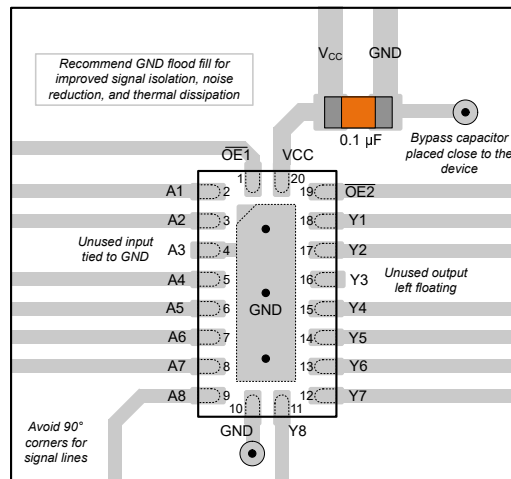 Recommend GND flood fill for
improved signal isolation, noise
reduction, and thermal dissipation
VCC
GND
0.1 µF
Bypass capacitor
placed close to the
device
OE1
VCC
1
20
A1
2
19
OE2
A2
3
18
Y1
Unused input
tied to GND
A3
4
17
Y2
A4
5
16
Y3
Unused output
left floating
GND
A5
6
15
Y4
A6
7
14
Y5
A7
8
13
Y6
A8
9
12
Y7
10
11
GND
Y8
Avoid 90°
corners for
signal lines